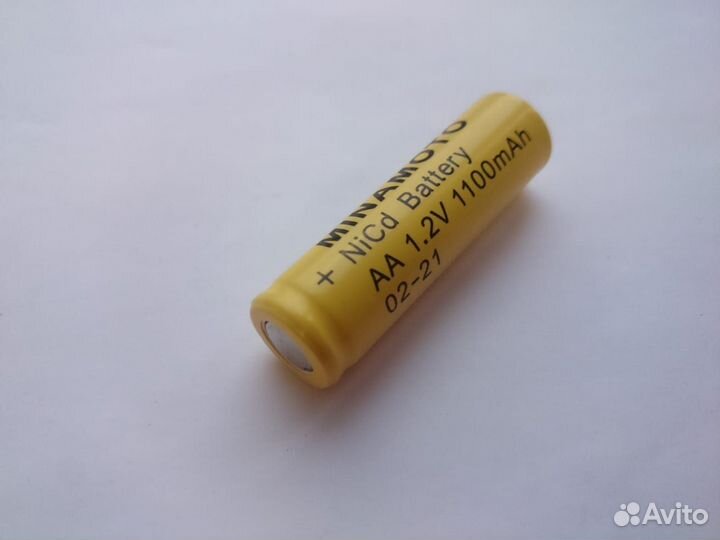 MINAMOTO
+ NiCd Battery
AA 1.2V 1100mAh
02-21
Avito